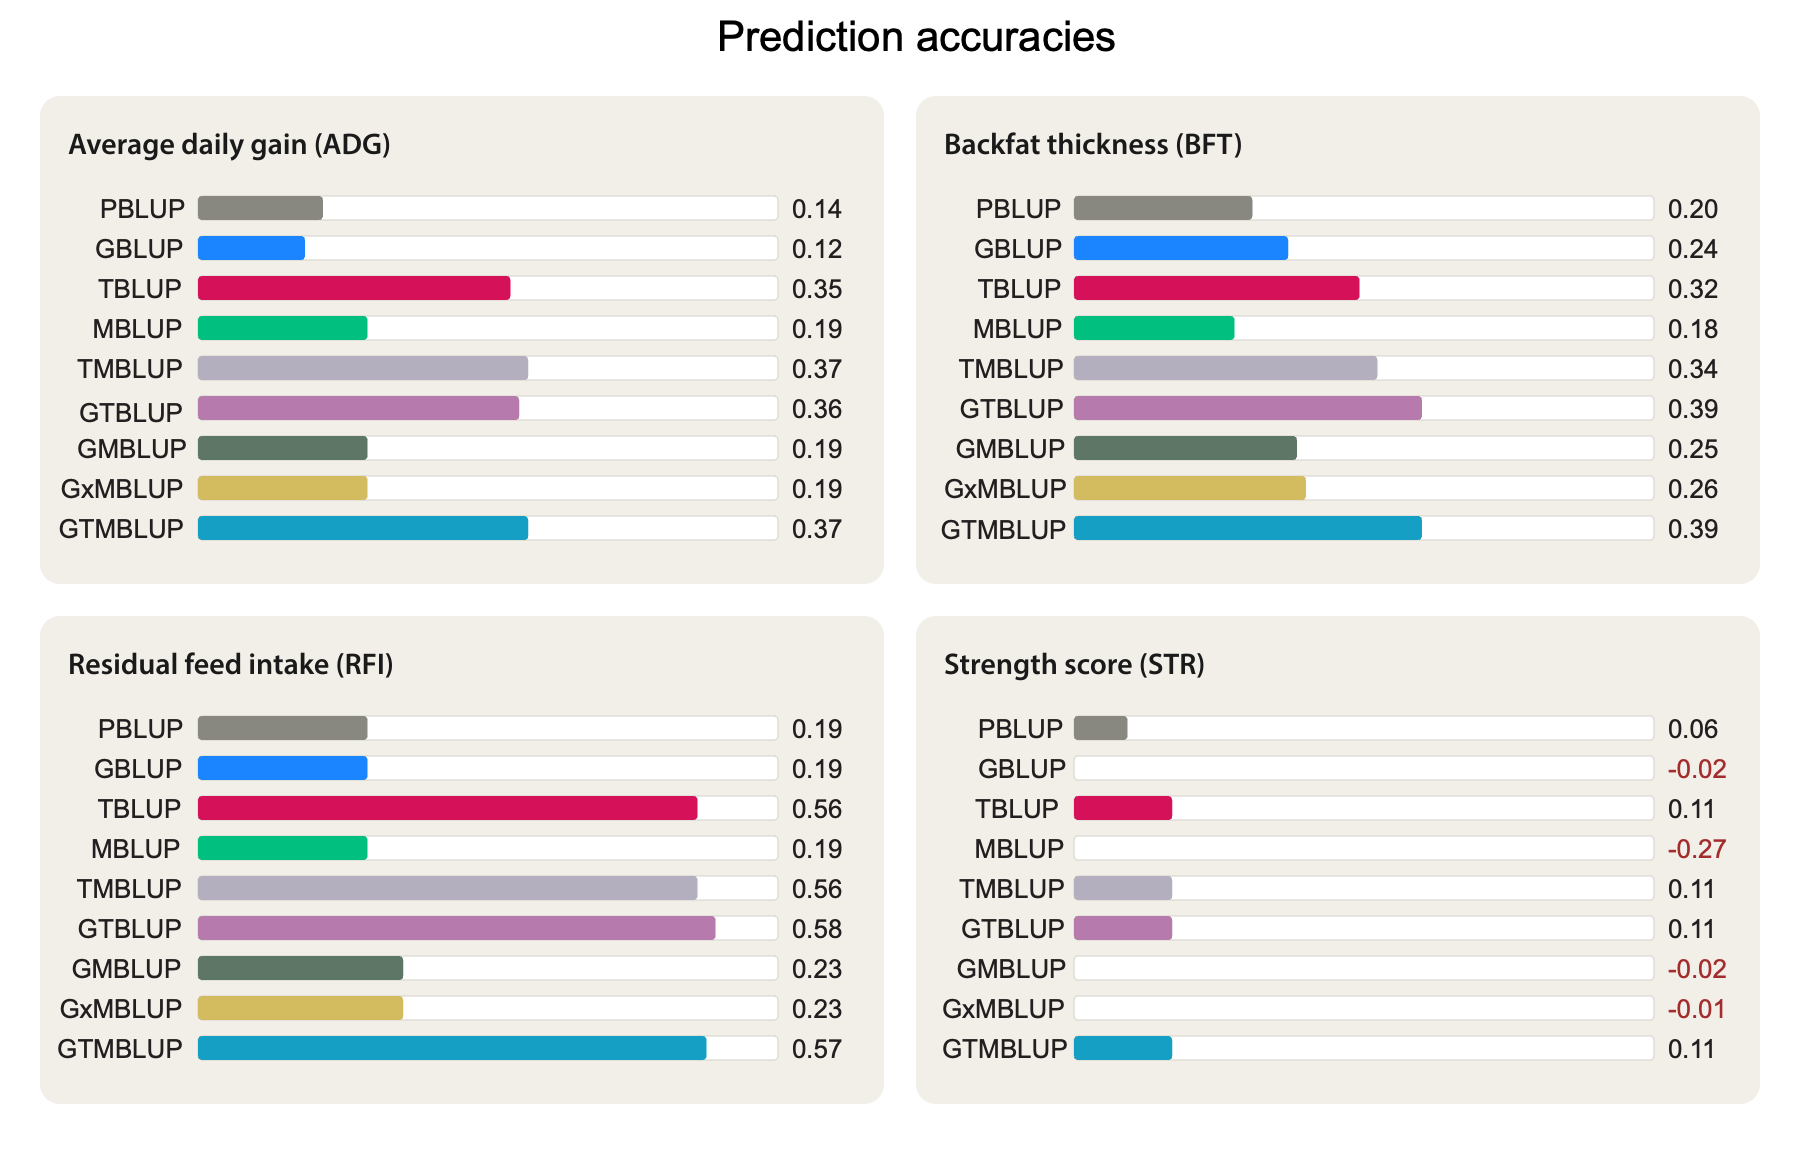 Prediction accuracies
Average daily gain (ADG)
PBLUP 0.14
GBLUP 0.12
TBLUP 0.35
MBLUP 0.19
TMBLUP 0.37
GTBLUP 0.36
GMBLUP 0.19
GxMBLUP 0.19
GTMBLUP 0.37
Backfat thickness (BFT)
PBLUP 0.20
GBLUP 0.24
TBLUP 0.32
MBLUP 0.18
TMBLUP 0.34
GTBLUP 0.39
GMBLUP 0.25
GxMBLUP 0.26
GTMBLUP 0.39
Residual feed intake (RFI)
PBLUP 0.19
GBLUP 0.19
TBLUP 0.56
MBLUP 0.19
TMBLUP 0.56
GTBLUP 0.58
GMBLUP 0.23
GxMBLUP 0.23
GTMBLUP 0.57
Strength score (STR)
PBLUP 0.06
GBLUP -0.02
TBLUP 0.11
MBLUP -0.27
TMBLUP 0.11
GTBLUP 0.11
GMBLUP -0.02
GxMBLUP -0.01
GTMBLUP 0.11